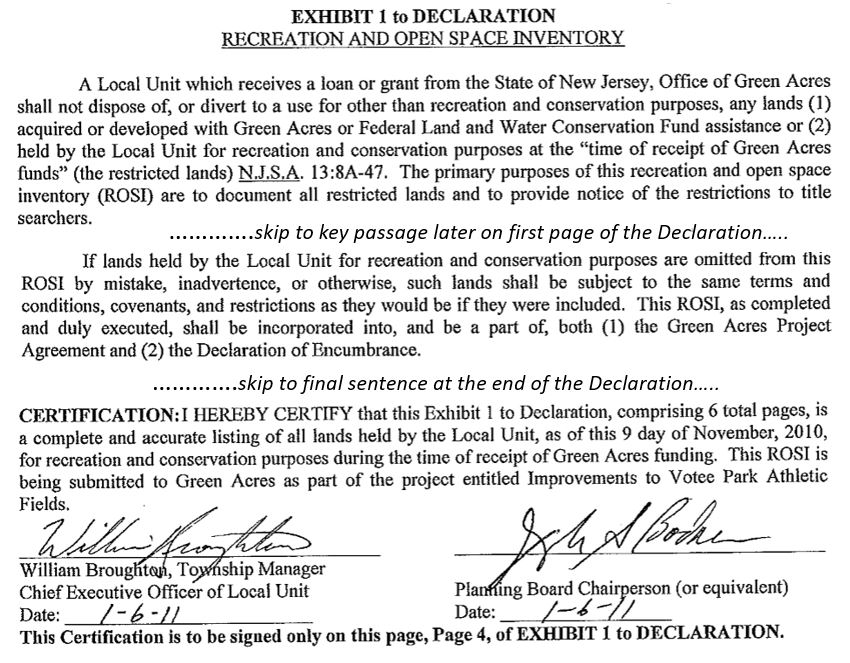 EXHIBIT 1 to DECLARATION
RECREATION AND OPEN SPACE INVENTORY
A Local Unit which receives a loan or grant from the State of New Jersey, Office of Green Acres
shall not dispose of, or divert to a use for other than recreation and conservation purposes, any lands (1)
acquired or developed with Green Acres or Federal Land and Water Conservation Fund assistance or (2)
held by the Local Unit for recreation and conservation purposes at the “time of receipt of Green Acres
funds” (the restricted lands) N.J.S.A. 13:8A-47. The primary purposes of this recreation and open space
inventory (ROSI) are to document all restricted lands and to provide notice of the restrictions to title
searchers.
………….skip to key passage later on first page of the Declaration…..
If lands held by the Local Unit for recreation and conservation purposes are omitted from this
ROSI by mistake, inadvertence, or otherwise, such lands shall be subject to the same terms and
conditions, covenants, and restrictions as they would be if they were included. This ROSI, as completed
and duly executed, shall be incorporated into, and be a part of, both (1) the Green Acres Project
Agreement and (2) the Declaration of Encumbrance.
………….skip to final sentence at the end of the Declaration…..
CERTIFICATION: I HEREBY CERTIFY that this Exhibit 1 to Declaration, comprising 6 total pages, is
a complete and accurate listing of all lands held by the Local Unit, as of this 9 day of November, 2010,
for recreation and conservation purposes during the time of receipt of Green Acres funding. This ROSI is
being submitted to Green Acres as part of the project entitled Improvements to Votee Park Athletic
Fields.
William Broughton
William Broughton, Township Manager
Chief Executive Officer of Local Unit
Date: 1-6-11
Planning Board Chairperson (or equivalent)
Date: 1-6-11
This Certification is to be signed only on this page, Page 4, of EXHIBIT 1 to DECLARATION.